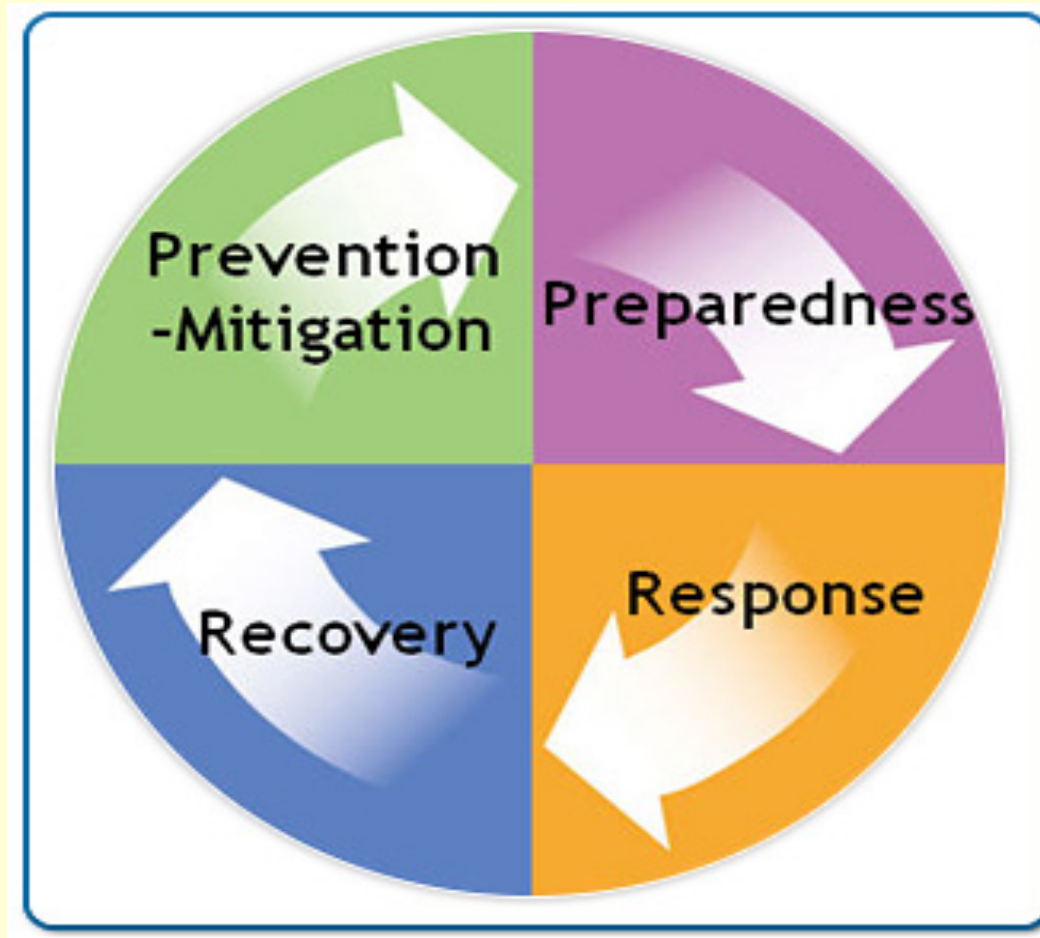 Prevention
-Mitigation
Preparedness
Response
Recovery